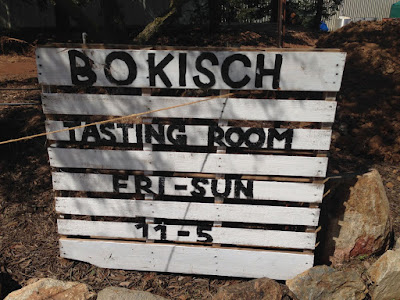 BOKISCH
TASTING ROOM
FRI-SUN
11-5